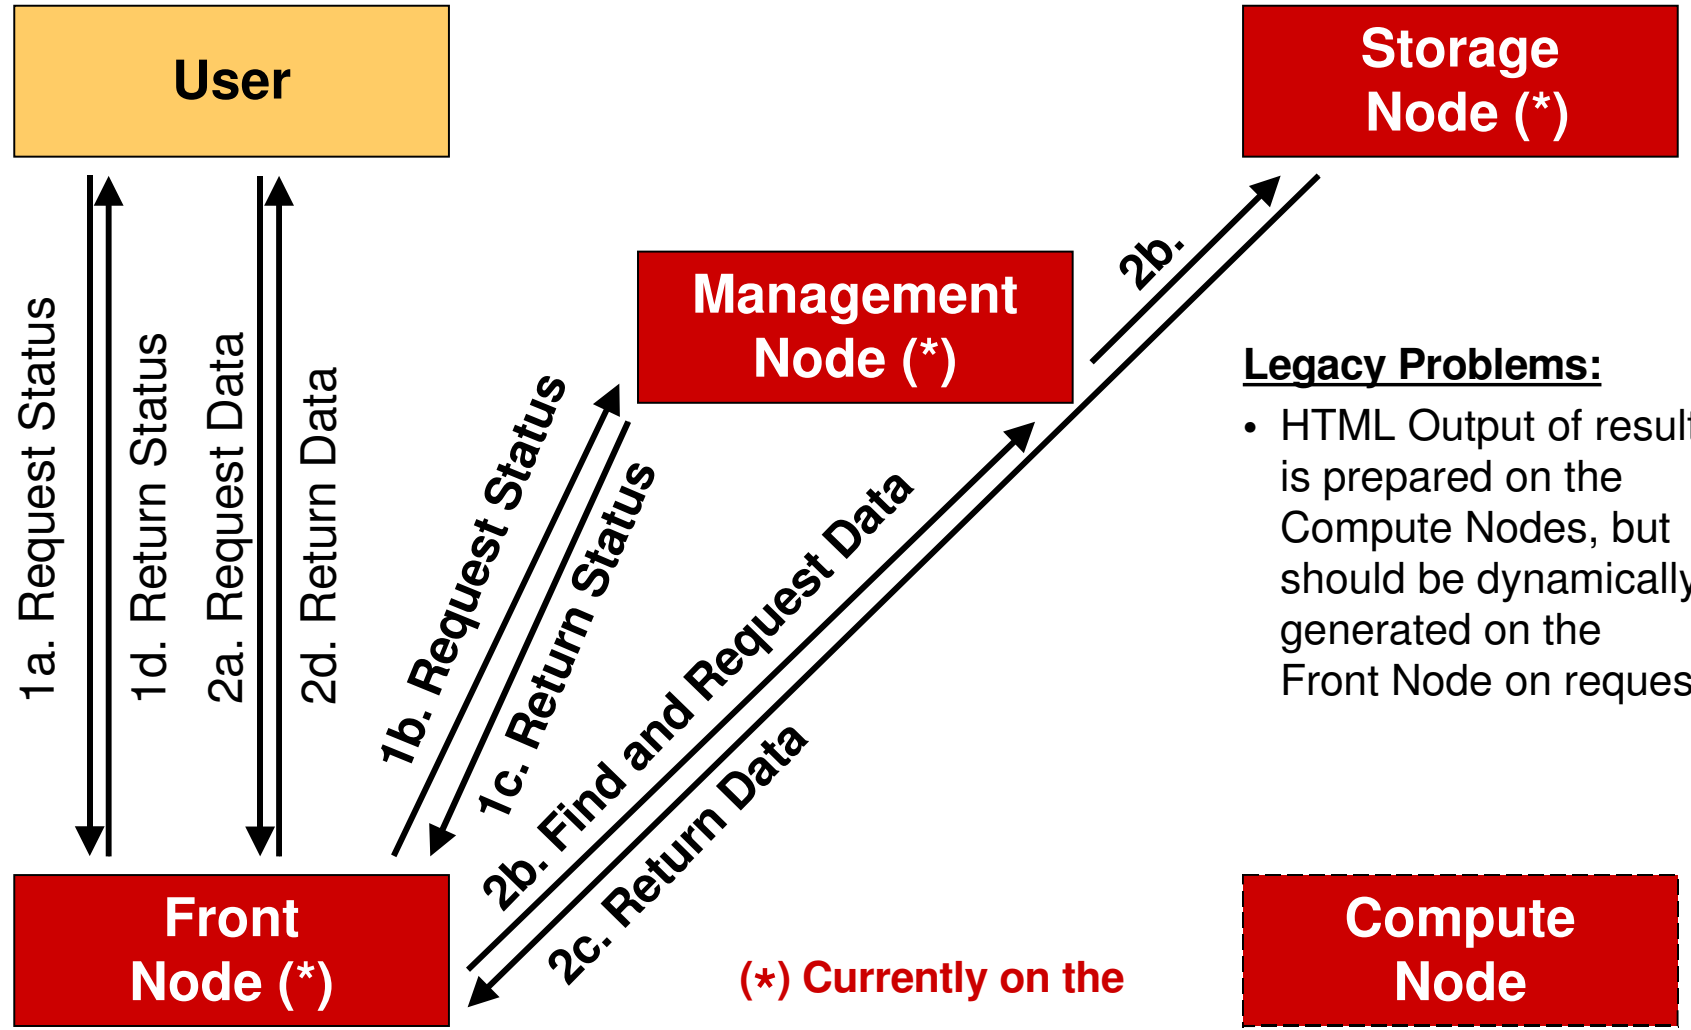 User
Storage
Node (*)
Management
Node (*)
2b.
1a. Request Status
1d. Return Status
2a. Request Data
2d. Return Data
1b. Request Status
1c. Return Status
2b. Find and Request Data
2c. Return Data
Legacy Problems:
• HTML Output of result
is prepared on the
Compute Nodes, but
should be dynamically
generated on the
Front Node on reques
Front
Node (*)
(*) Currently on the
Compute
Node